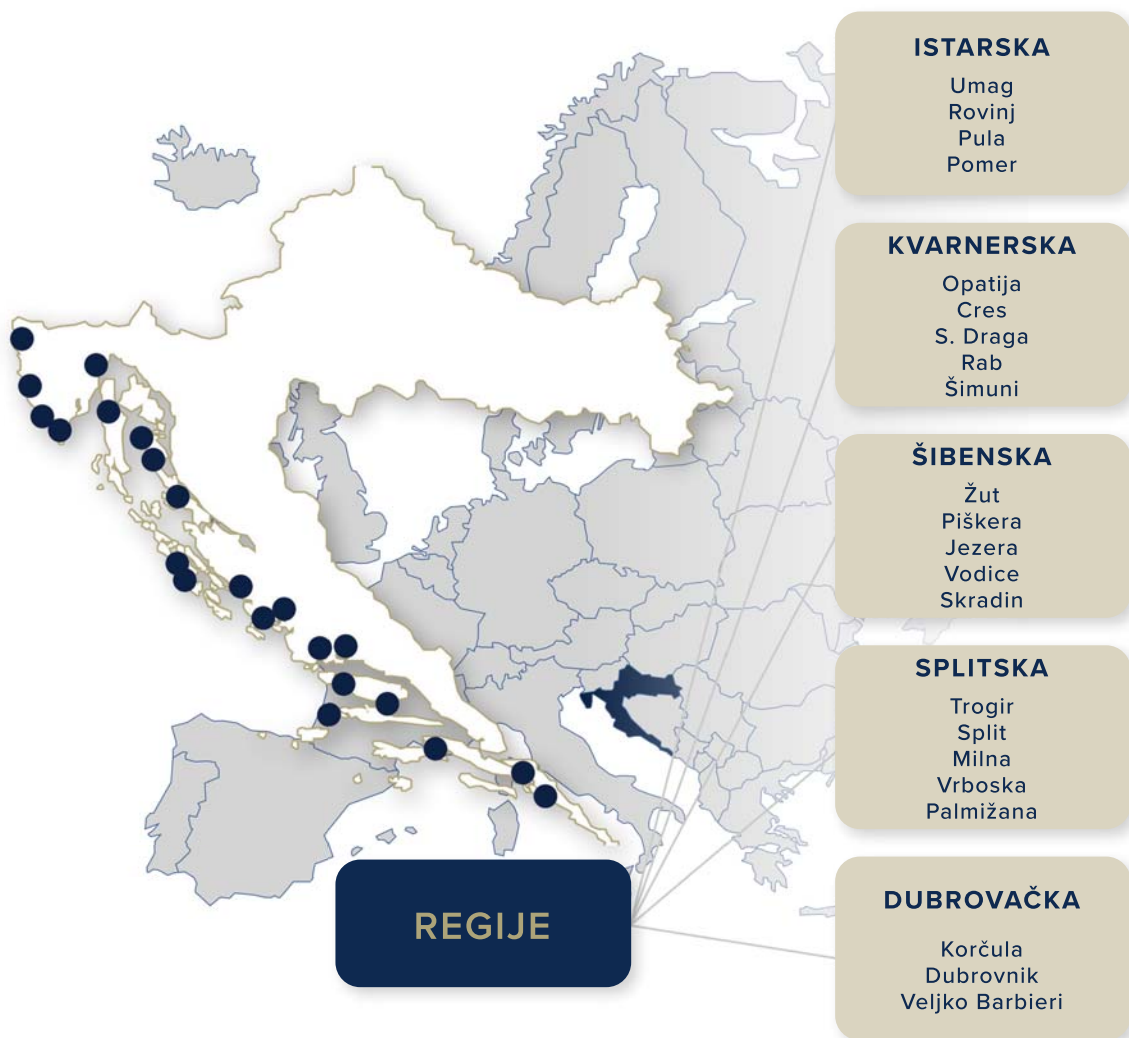 ISTARSKA
Umag
Rovinj
Pula
Pomer
KVARNERSKA
Opatija
Cres
S. Draga
Rab
Šimuni
ŠIBENSKA
Žut
Piškera
Jezera
Vodice
Skradin
SPLITSKA
Trogir
Split
Milna
Vrboska
Palmižana
DUBROVAČKA
Korčula
Dubrovnik
Veljko Barbieri
REGIJE